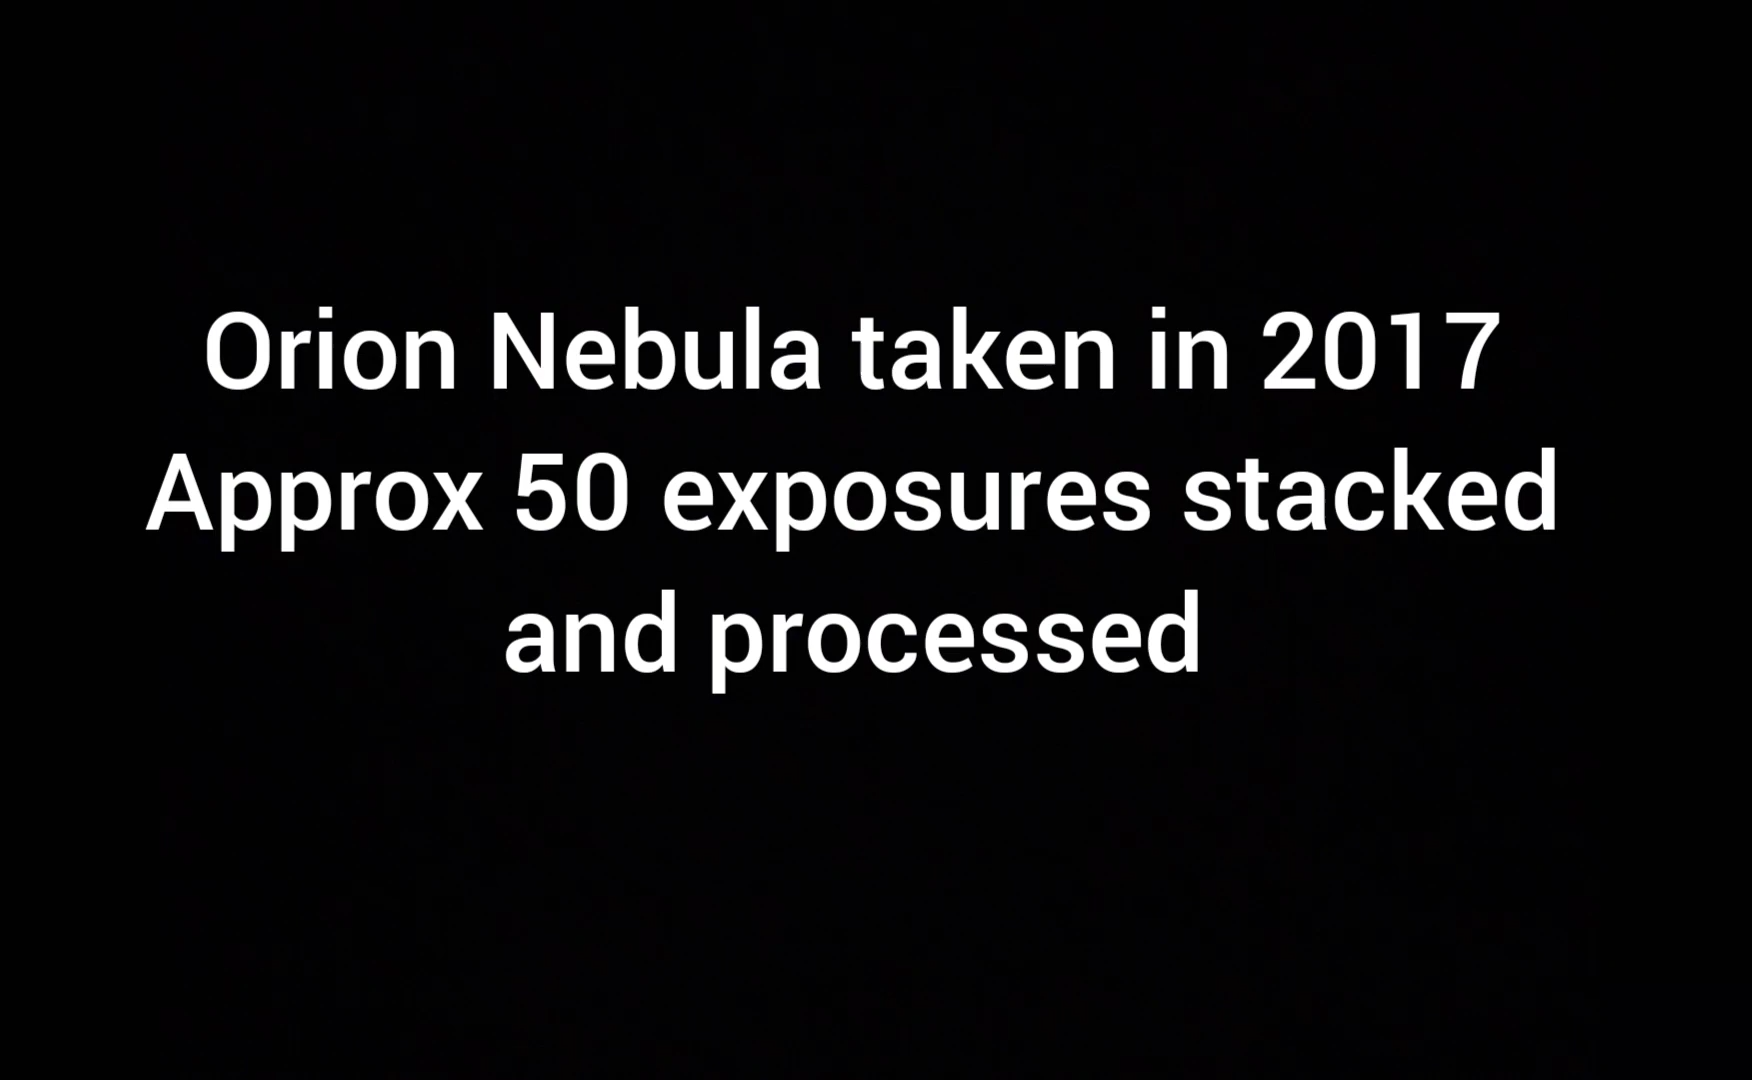 Orion Nebula taken in 2017
Approx 50 exposures stacked
and processed